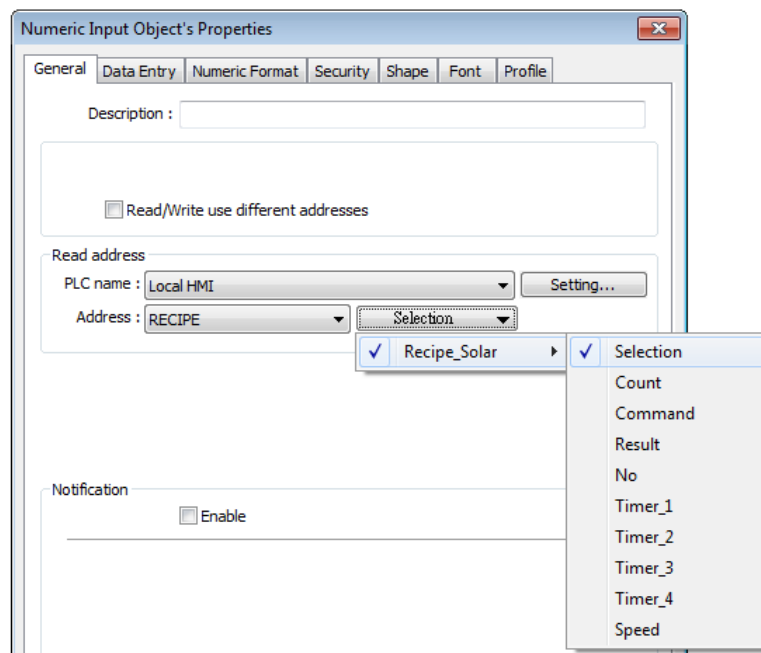 Numeric Input Object's Properties
General Data Entry Numeric Format Security Shape Font Profile
Description :
Read/Write use different addresses
Read address
PLC name : Local HMI Setting...
Address : RECIPE Selection
Recipe_Solar Selection
Count
Command
Result
No
Timer_1
Notification
Enable
Timer_2
Timer_3
Timer_4
Speed